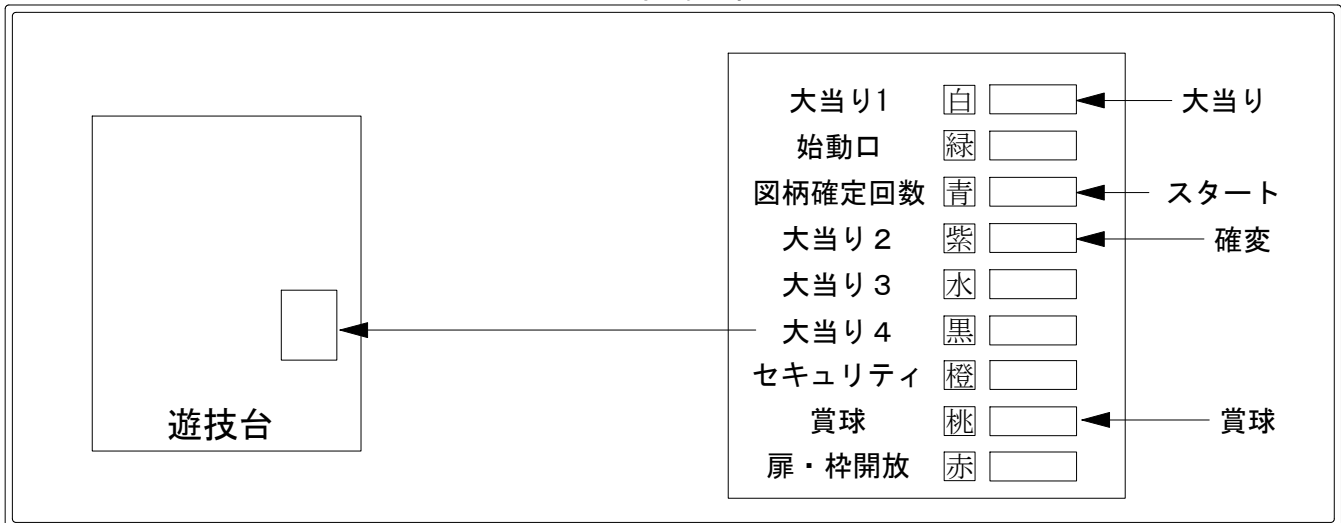 大当り1 白 大当り
始動口 緑
図柄確定回数 青 スタート
大当り２ 紫 確変
大当り３ 水
大当り４ 黒
セキュリティ 橙
賞球 桃 賞球
扉・枠開放 赤
遊技台